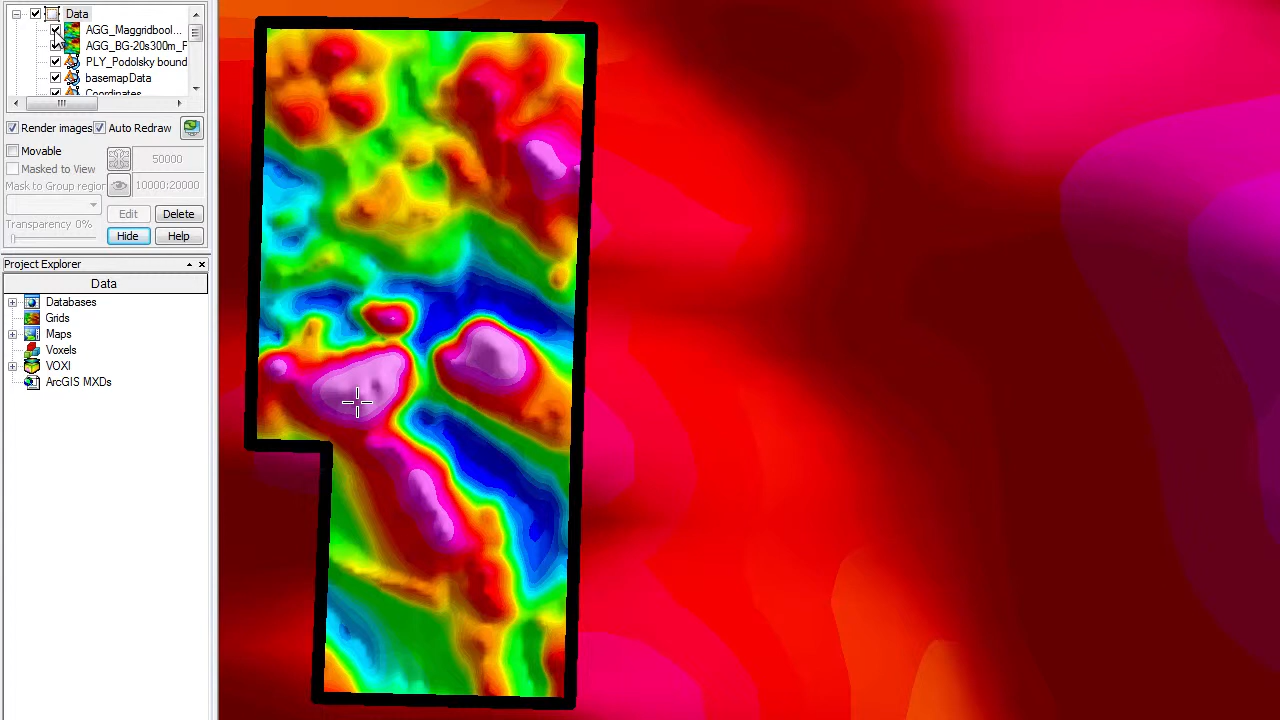 Data
AGG_Maggridbool...
AGG_BG-20s300m_F
PLY_Podolsky bound
basemapData
Coordinates
Render images
Auto Redraw
Movable
50000
Masked to View
Mask to Group region
10000:20000
Edit
Delete
Transparency 0%
Hide
Help
Project Explorer
Data
Databases
Grids
Maps
Voxels
VOXI
ArcGIS MXDs